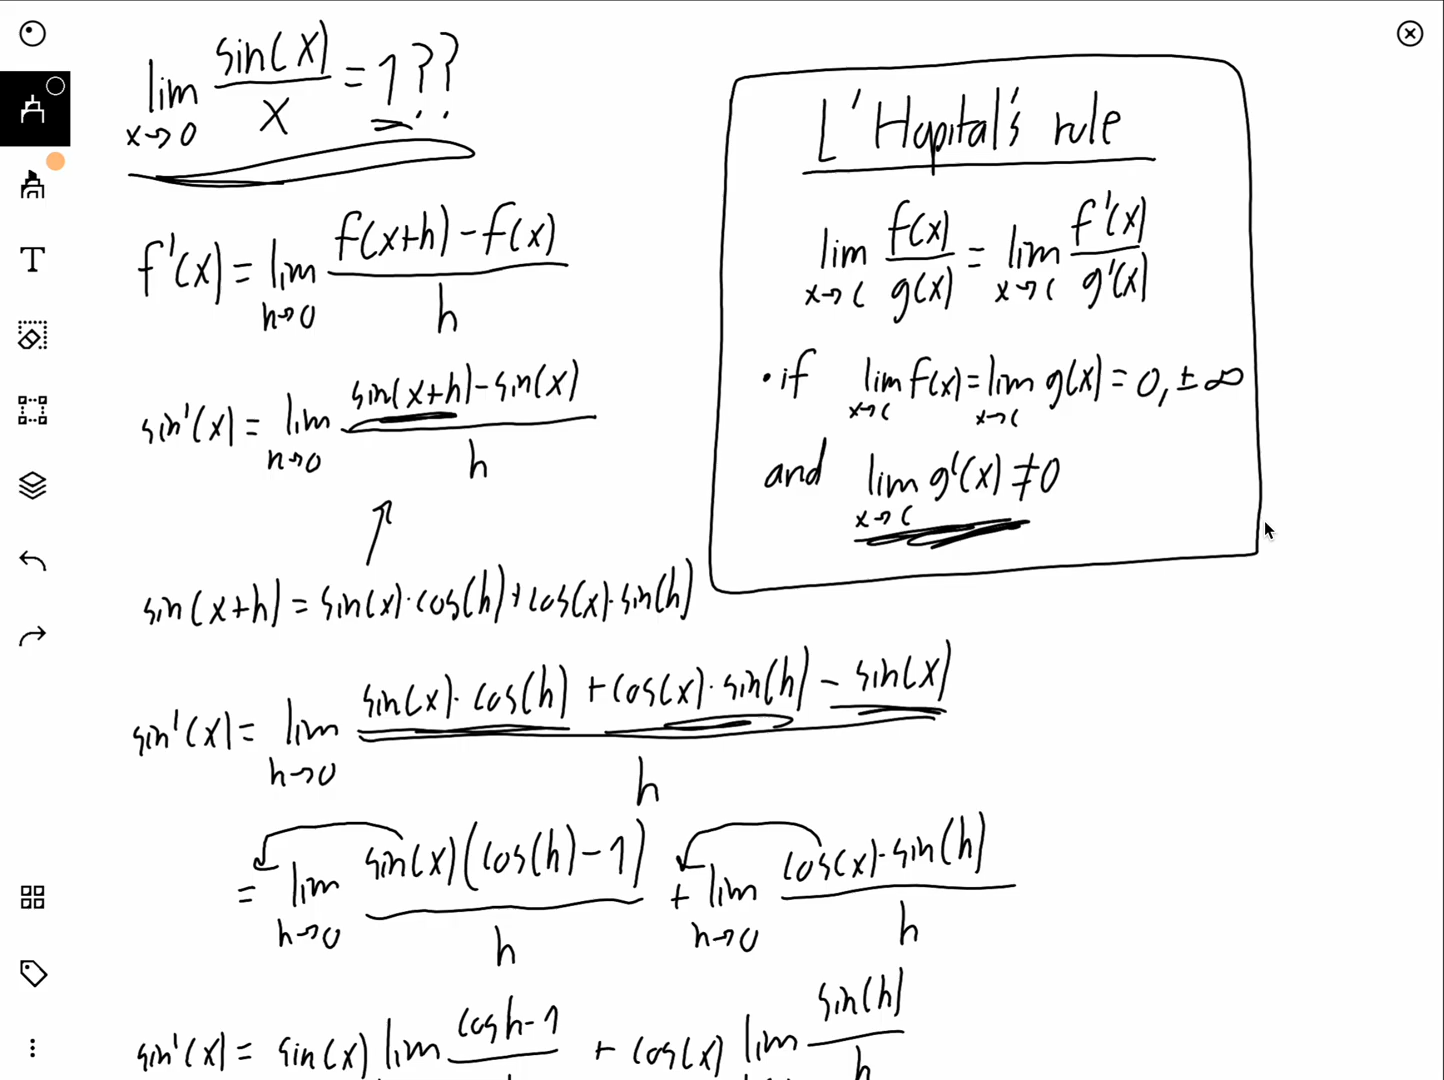 lim x→0 sin(x)/x = 1??
f'(x) = lim h→0 (f(x+h) - f(x))/h
sin'(x) = lim h→0 (sin(x+h) - sin(x))/h
sin(x+h) = sin(x)·cos(h) + cos(x)·sin(h)
sin'(x) = lim h→0 (sin(x)·cos(h) + cos(x)·sin(h) - sin(x))/h
= lim h→0 sin(x)(cos(h) - 1)/h + lim h→0 cos(x)·sin(h)/h
sin'(x) = sin(x) lim (cosh - 1)/h + cos(x) lim sin(h)/h
L'Hopital's rule
lim x→c f(x)/g(x) = lim x→c f'(x)/g'(x)
• if lim x→c f(x) = lim x→c g(x) = 0, ±∞
and lim x→c g'(x) ≠ 0
T